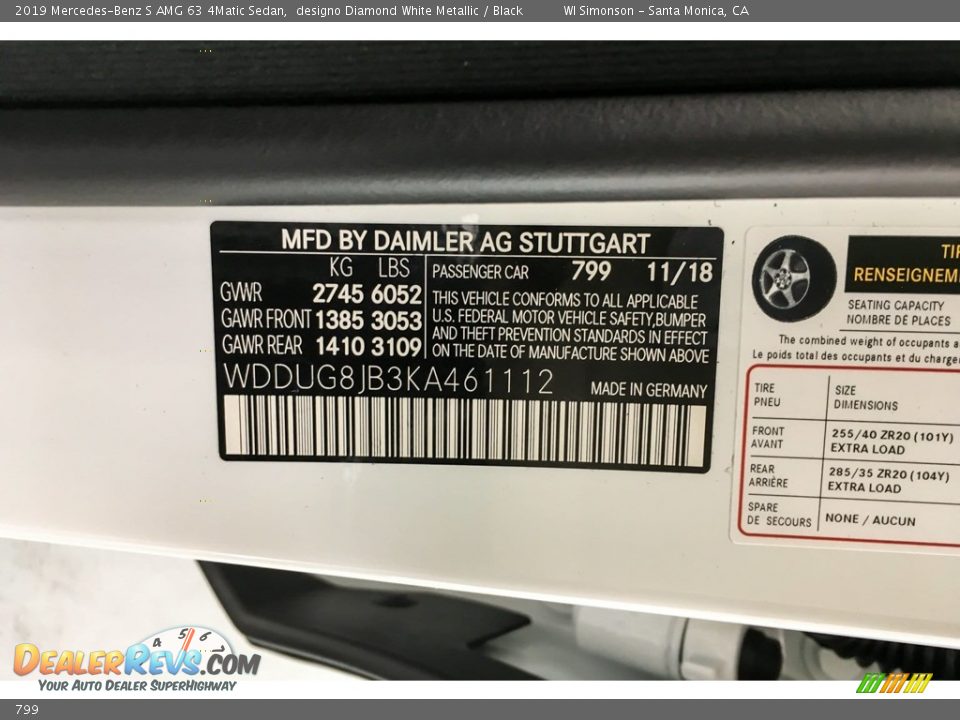 2019 Mercedes-Benz S AMG 63 4Matic Sedan, designo Diamond White Metallic / Black WI Simonson - Santa Monica, CA
MFD BY DAIMLER AG STUTTGART
KG LBS
GVWR 2745 6052
GAWR FRONT 1385 3053
GAWR REAR 1410 3109
PASSENGER CAR 799 11/18
THIS VEHICLE CONFORMS TO ALL APPLICABLE
U.S. FEDERAL MOTOR VEHICLE SAFETY, BUMPER
AND THEFT PREVENTION STANDARDS IN EFFECT
ON THE DATE OF MANUFACTURE SHOWN ABOVE
WDDUG8JB3KA461112 MADE IN GERMANY
TIR
RENSEIGNEM
SEATING CAPACITY
NOMBRE DE PLACES
The combined weight of occupants a
Le poids total des occupants et du charge
TIRE SIZE
PNEU DIMENSIONS
FRONT 255/40 ZR20 (101Y)
AVANT EXTRA LOAD
REAR 285/35 ZR20 (104Y)
ARRIÈRE EXTRA LOAD
SPARE NONE / AUCUN
DE SECOURS
4 5 6
DEALERREVS.COM
YOUR AUTO DEALER SUPERHIGHWAY
799